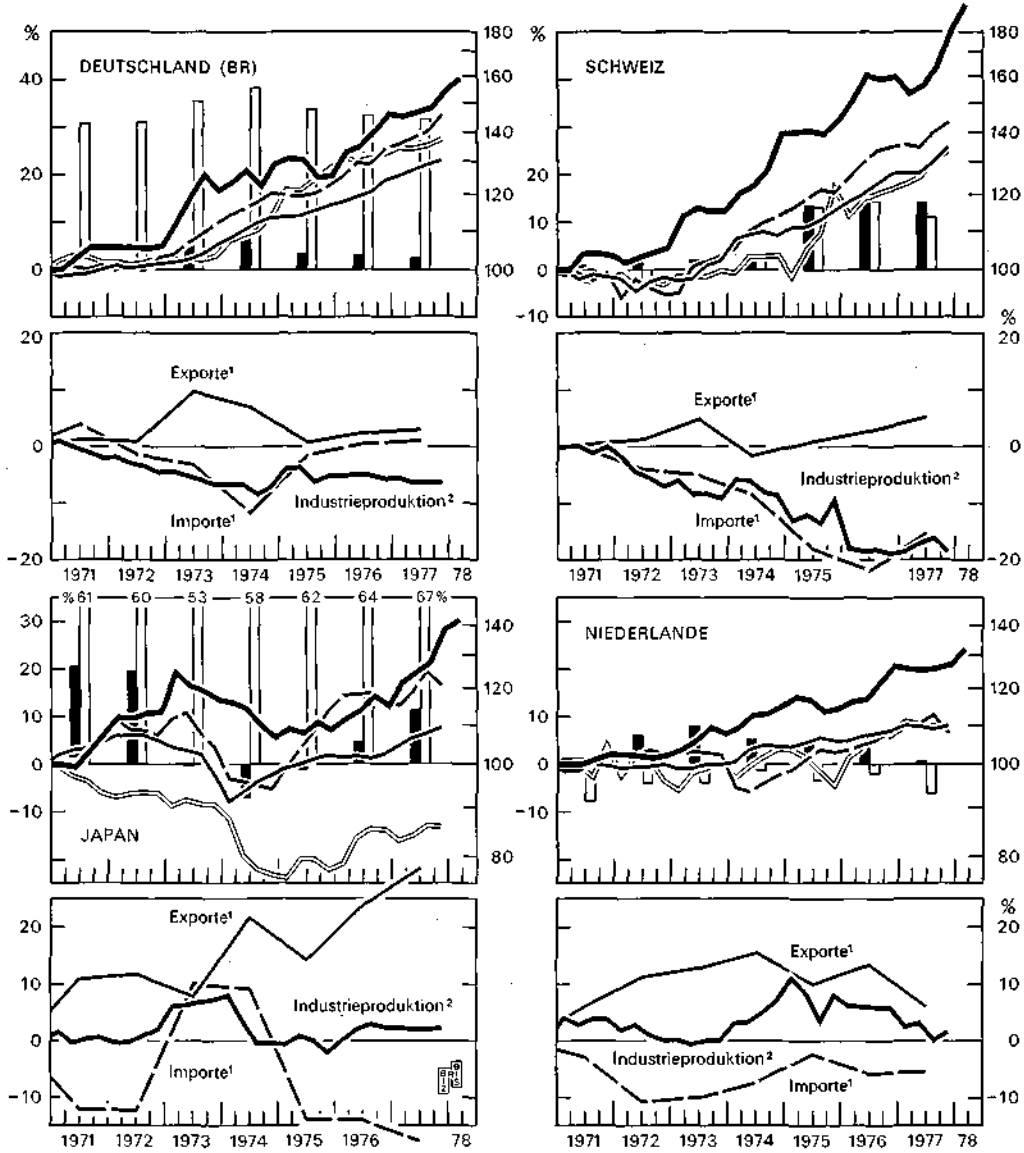 % % 180 % 180
DEUTSCHLAND (BR) SCHWEIZ
40 160 160
140 140
20 20
120 120
10
0 100 0 100
-10 %
20 20
Exporte¹ Exporte¹
0 0
Industrieproduktion² Industrieproduktion²
Importe¹ Importe¹
-20 -20
1971 1972 1973 1974 1975 1976 1977 78 1971 1972 1973 1974 1975 1977 78
% 61 60 53 58 62 64 67 %
30 140 NIEDERLANDE 140
20 20
120 120
10 10
0 100 0 100
-10 -10
JAPAN
80 80
%
20 Exporte¹ Exporte¹ 20
10 Industrieproduktion² 10
0 0
Importe¹ BIZ RI BIS Industrieproduktion²
Importe¹
-10 -10
1971 1972 1973 1974 1975 1976 78 1971 1972 1973 1974 1975 1976 1977 78